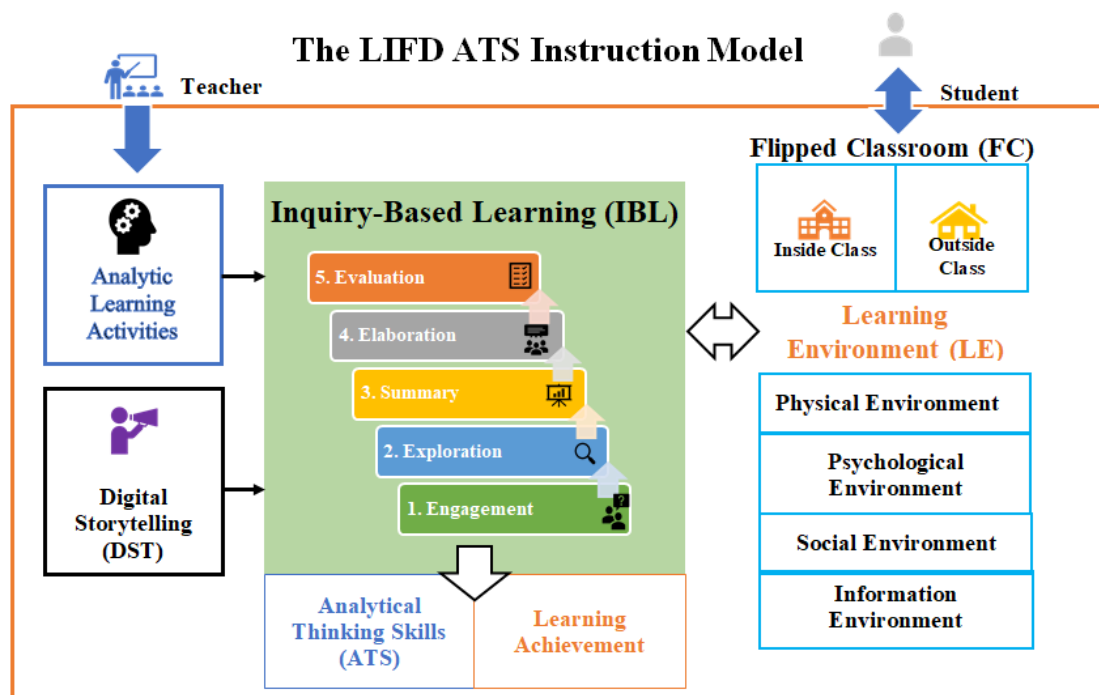 The LIFD ATS Instruction Model
Teacher
Student
Analytic
Learning
Activities
Digital
Storytelling
(DST)
Inquiry-Based Learning (IBL)
5. Evaluation
4. Elaboration
3. Summary
2. Exploration
1. Engagement
Analytical
Thinking Skills
(ATS)
Learning
Achievement
Flipped Classroom (FC)
Inside Class
Outside
Class
Learning
Environment (LE)
Physical Environment
Psychological
Environment
Social Environment
Information
Environment